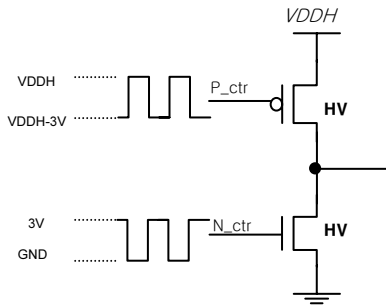 VDDH
VDDH
P_ctr
VDDH-3V
HV
3V
N_ctr
HV
GND